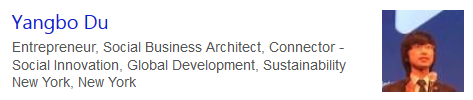 Yangbo Du
Entrepreneur, Social Business Architect, Connector -
Social Innovation, Global Development, Sustainability
New York, New York